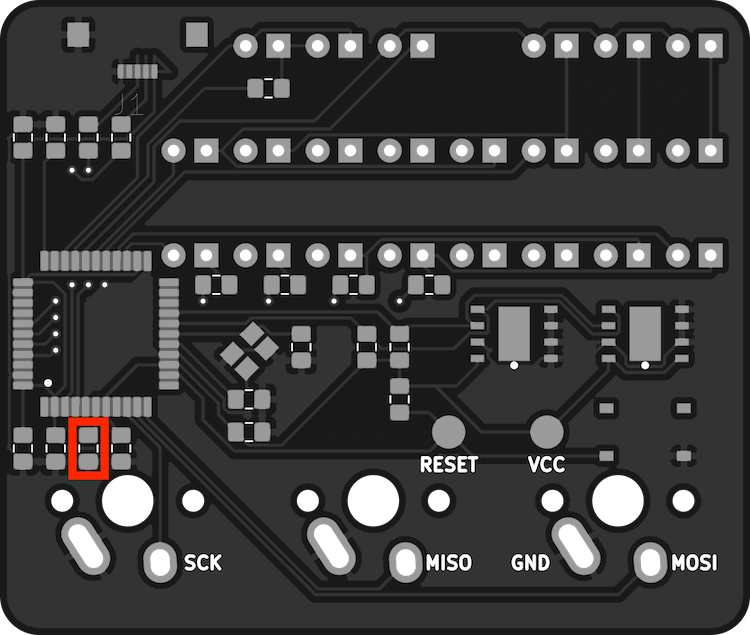 J1
RESET
VCC
SCK
MISO
GND
MOSI